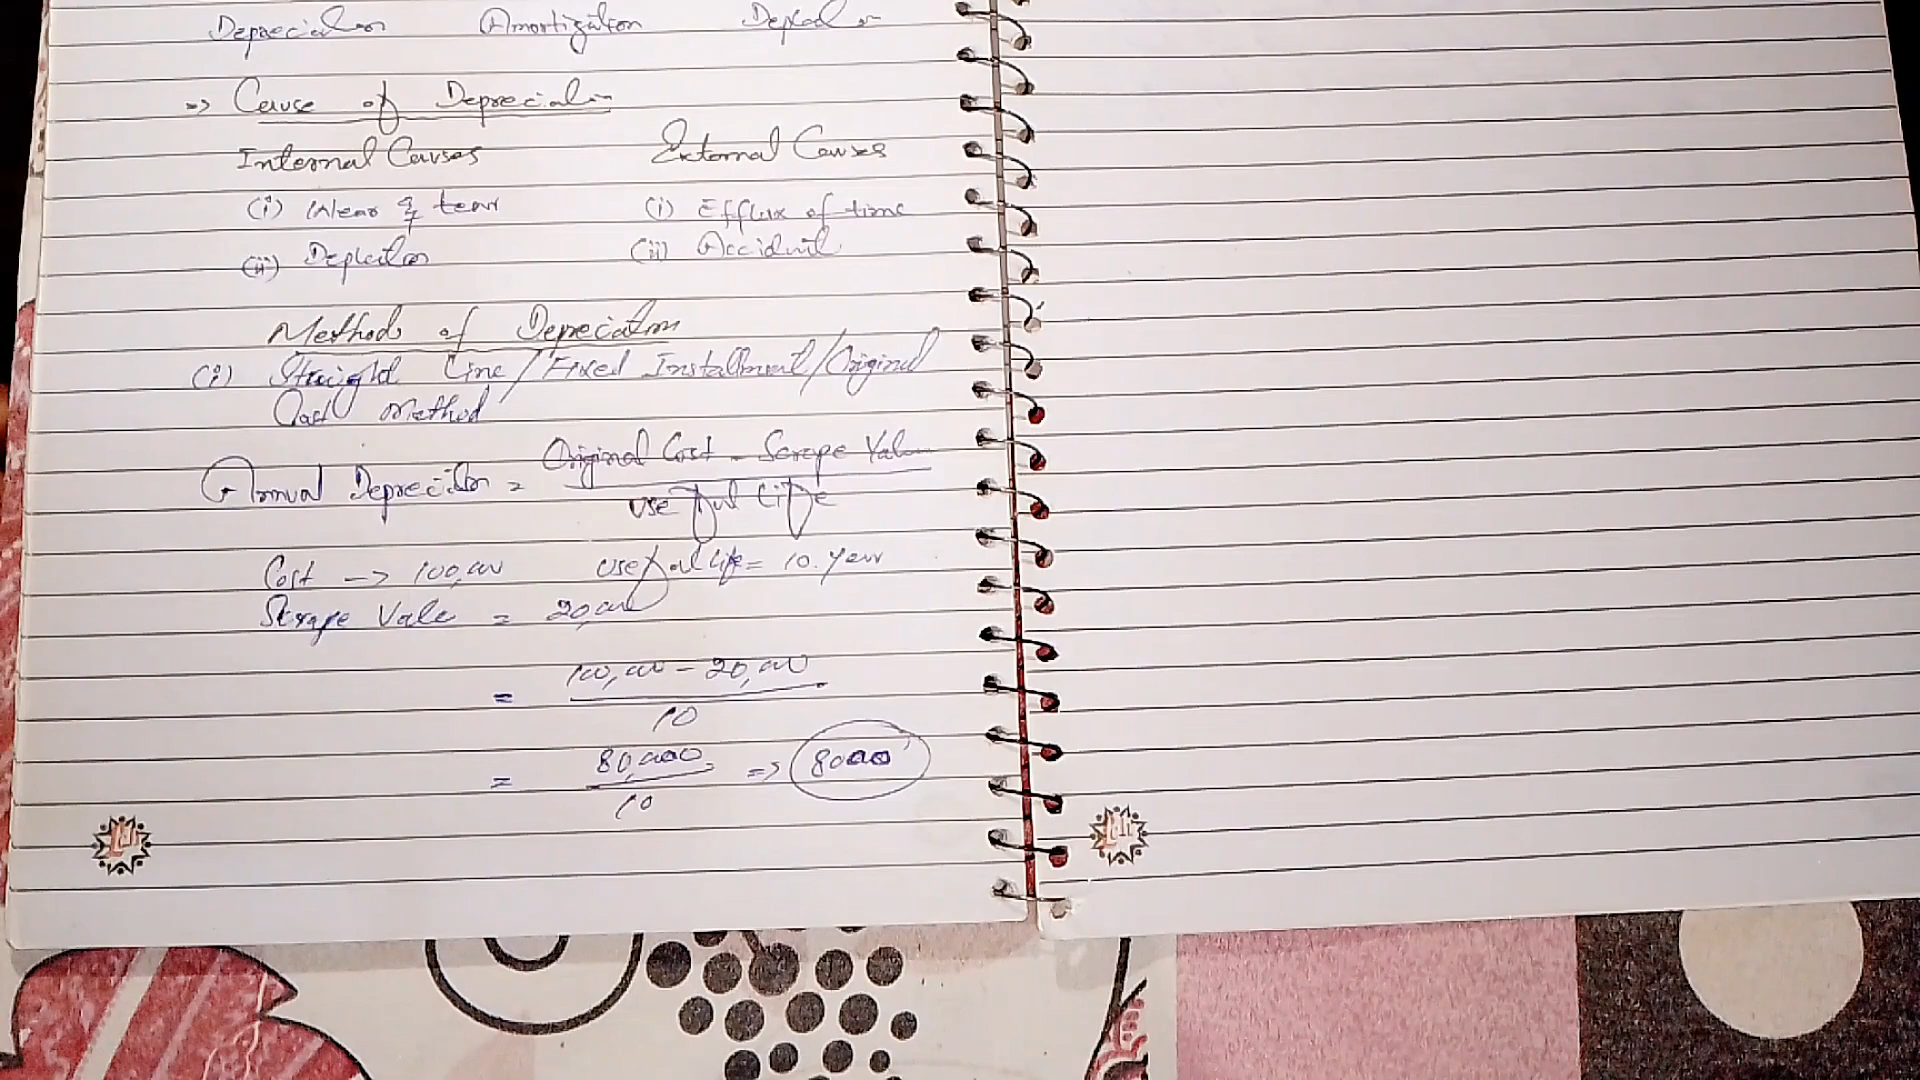 Depreciation Amortization Depletion
=> Cause of Depreciation
Internal Causes External Causes
(i) Wear & tear (i) Efflux of time
(ii) Depletion (ii) Accident
Methods of Depreciation
(i) Straight Line/Fixed Installment/Original
Cost Method
Annual Depreciation = Original Cost - Scrape Value
useful life
Cost -> 100,000 useful life = 10. year
Scrape Vale = 20,000
= 100,000 - 20,000
10
= 80,000 => 8000
10